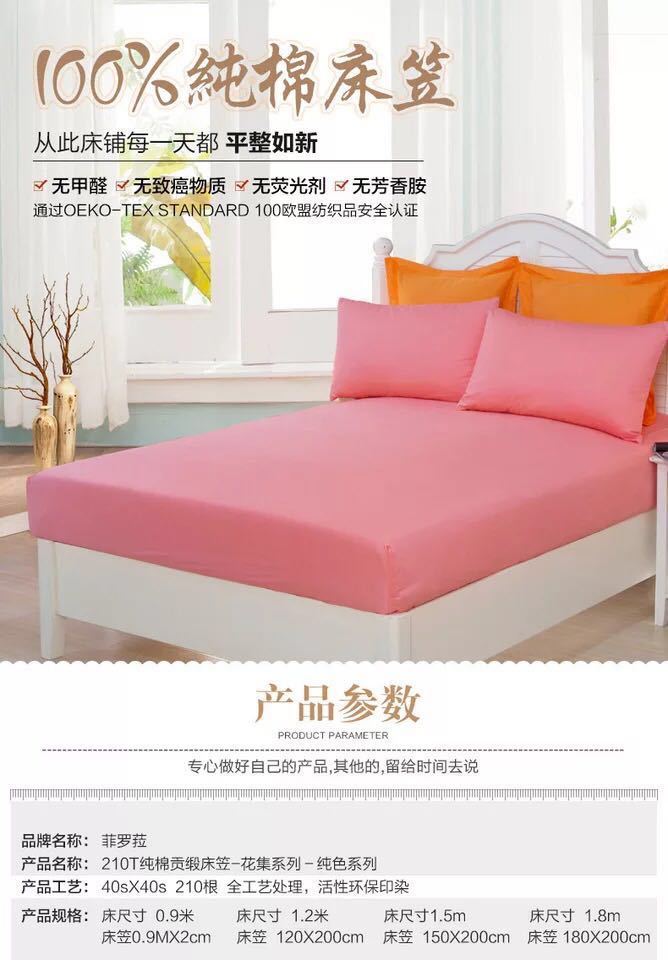 100%純棉床笠
从此床铺每一天都 平整如新
无甲醛 无致癌物质 无荧光剂 无芳香胺
通过OEKO-TEX STANDARD 100欧盟纺织品安全认证
产品参数
PRODUCT PARAMETER
专心做好自己的产品,其他的,留给时间去说
品牌名称： 菲罗菈
产品名称： 210T纯棉贡缎床笠-花集系列-纯色系列
产品工艺： 40sX40s 210根 全工艺处理，活性环保印染
产品规格： 床尺寸 0.9米 床尺寸 1.2米 床尺寸1.5m 床尺寸 1.8m
床笠0.9MX2cm 床笠 120X200cm 床笠 150X200cm 床笠 180X200cm